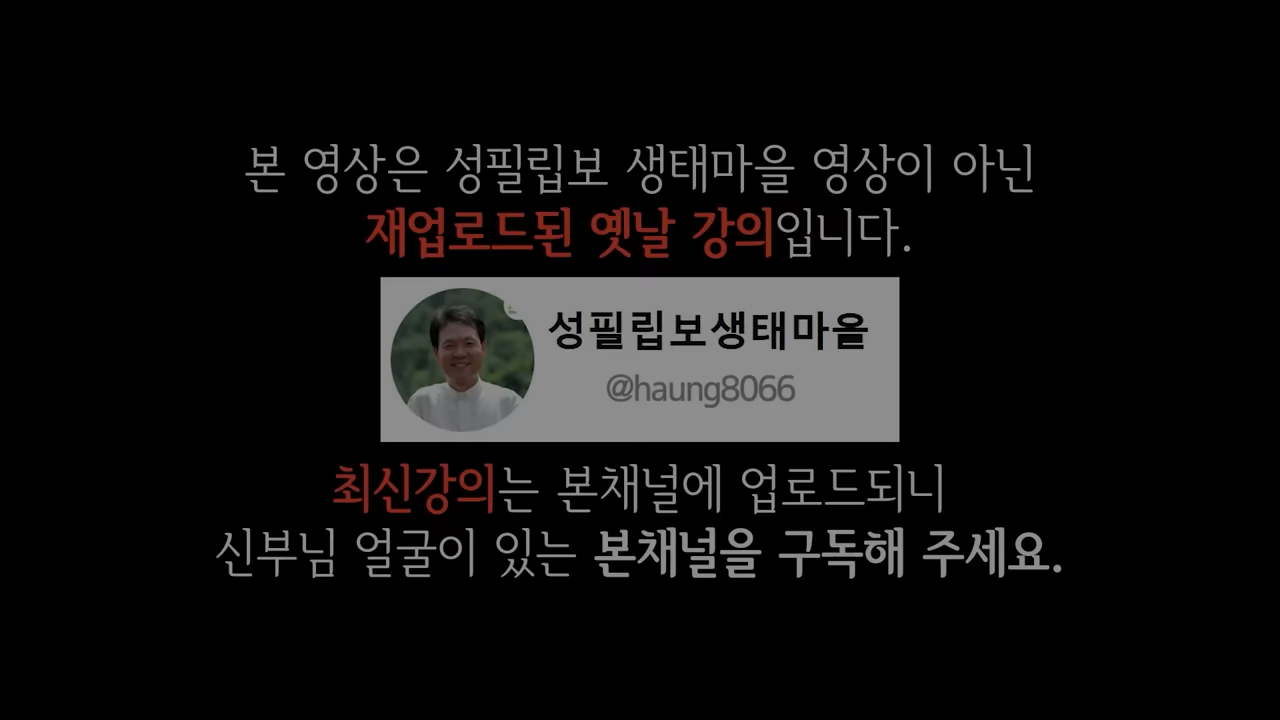 본 영상은 성필립보 생태마을 영상이 아닌
재업로드된 옛날 강의입니다.
성필립보생태마을
@haung8066
최신강의는 본채널에 업로드되니
신부님 얼굴이 있는 본채널을 구독해 주세요.